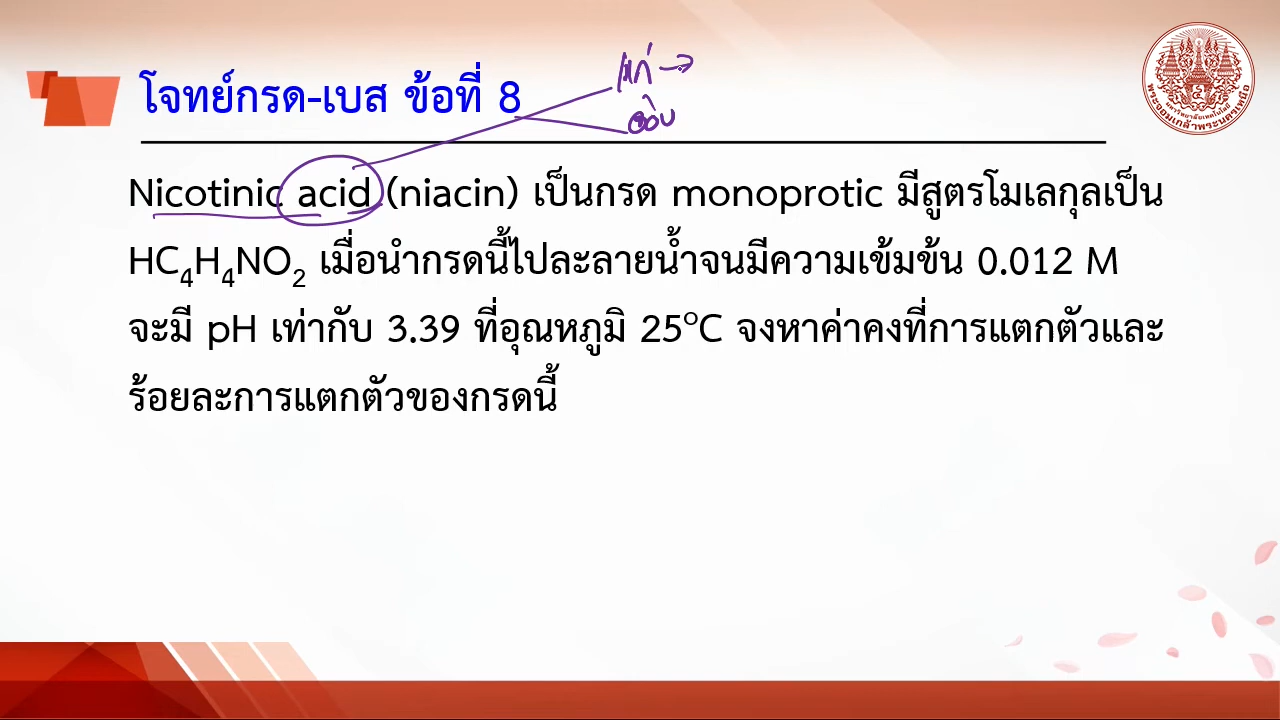 โจทย์กรด-เบส ข้อที่ 8
แก่
อ่อน
Nicotinic acid (niacin) เป็นกรด monoprotic มีสูตรโมเลกุลเป็น
HC4H4NO2 เมื่อนำกรดนี้ไปละลายน้ำจนมีความเข้มข้น 0.012 M
จะมี pH เท่ากับ 3.39 ที่อุณหภูมิ 25°C จงหาค่าคงที่การแตกตัวและ
ร้อยละการแตกตัวของกรดนี้